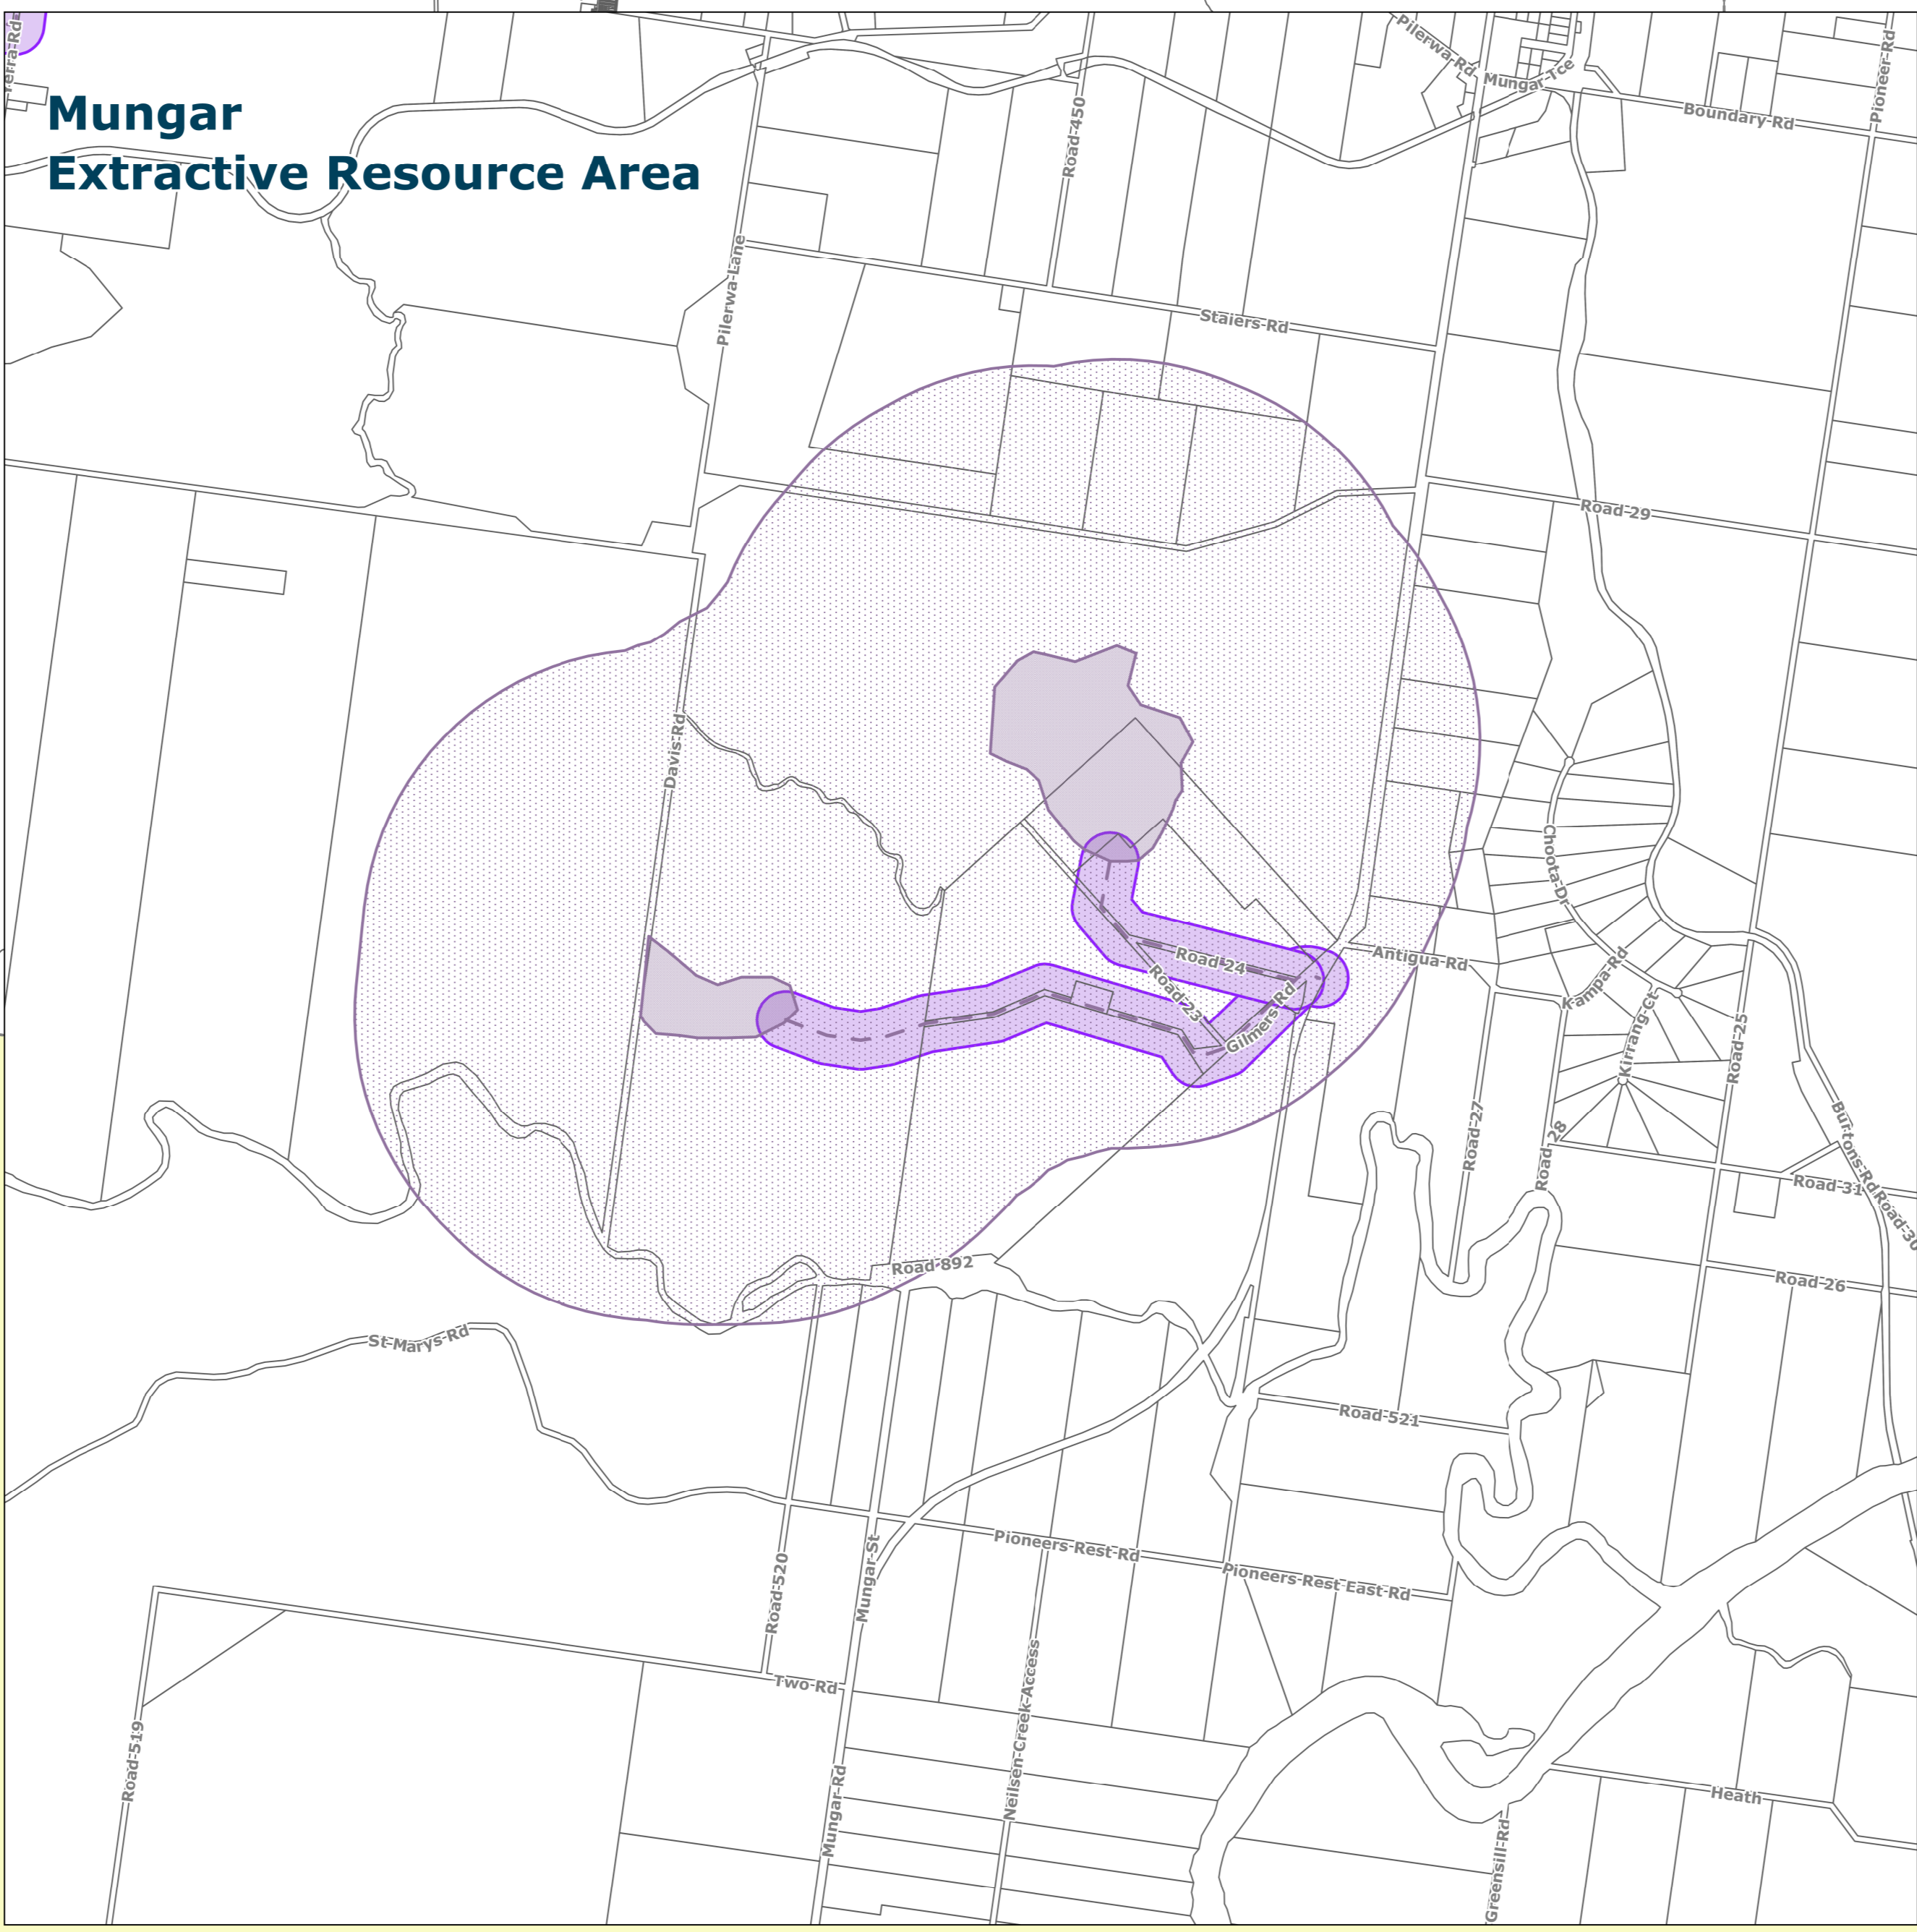 Pilerwa Rd
Mungar Tce
Boundary Rd
Pioneer Rd
Mungar
Extractive Resource Area
Road 450
Pilerwa Lane
Staiers Rd
Road 29
Davis Rd
Choota Dr
Road 24
Road 23
Gilmers Rd
Antigua Rd
Kampa Rd
Kirrang Ct
Road 25
Road 27
Road 28
Burtons Rd
Road 31
Road 30
Road 892
Road 26
St Marys Rd
Road 521
Pioneers Rest Rd
Pioneers Rest East Rd
Road 520
Mungar St
Two Rd
Neilsen Creek Access
Road 519
Mungar Rd
Heath
Greensill Rd